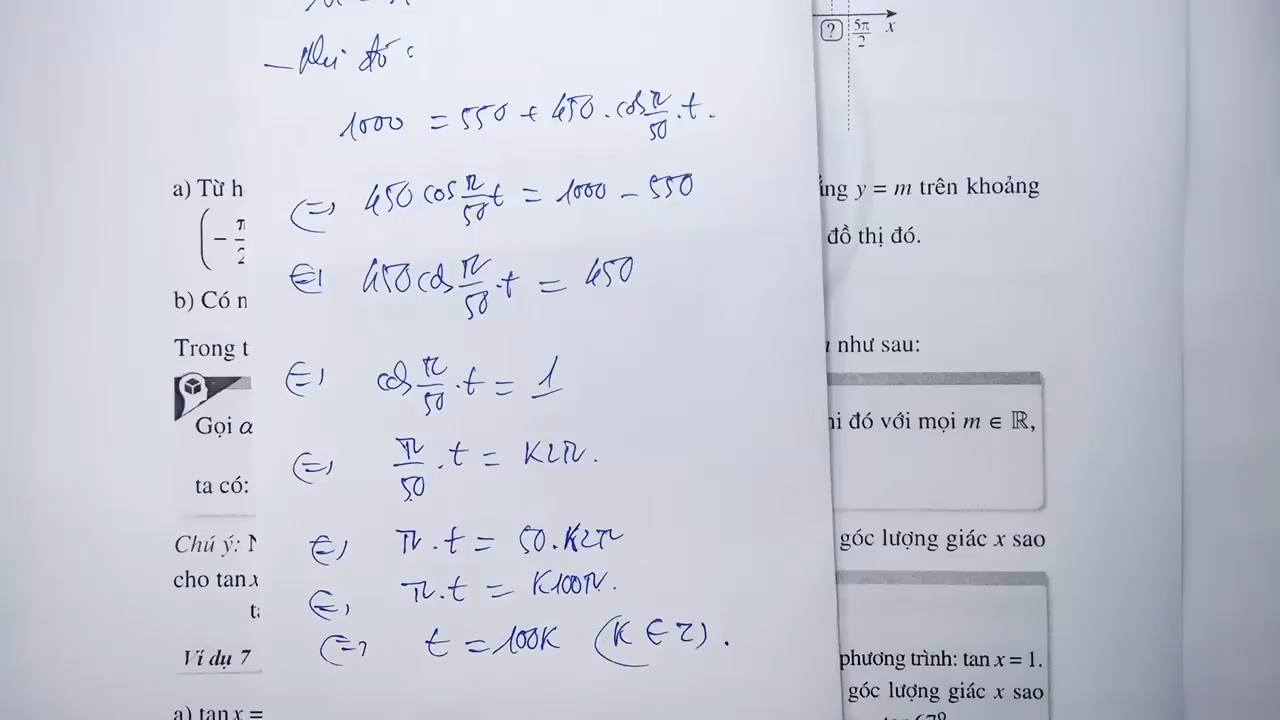 ? 5π/2 x
– Khi đó :
1000 = 550 + 450 . cos π/50 . t .
a) Từ h
ẳng y = m trên khoảng
⇔ 450 cos π/50 t = 1000 – 550
(– π/2
đồ thị đó.
⇔ 450 cos π/50 . t = 450
b) Có n
Trong t
như sau:
⇔ cos π/50 . t = 1
Gọi α
hi đó với mọi m ∈ ℝ,
⇔ π/50 . t = K2π .
ta có:
Chú ý: N
góc lượng giác x sao
⇔ π . t = 50 . K2π
cho tan x
⇔ π . t = K100π .
⇔ t = 100K (K ∈ Z) .
Ví dụ 7
phương trình: tan x = 1.
góc lượng giác x sao
a) tan x =
tan 67°